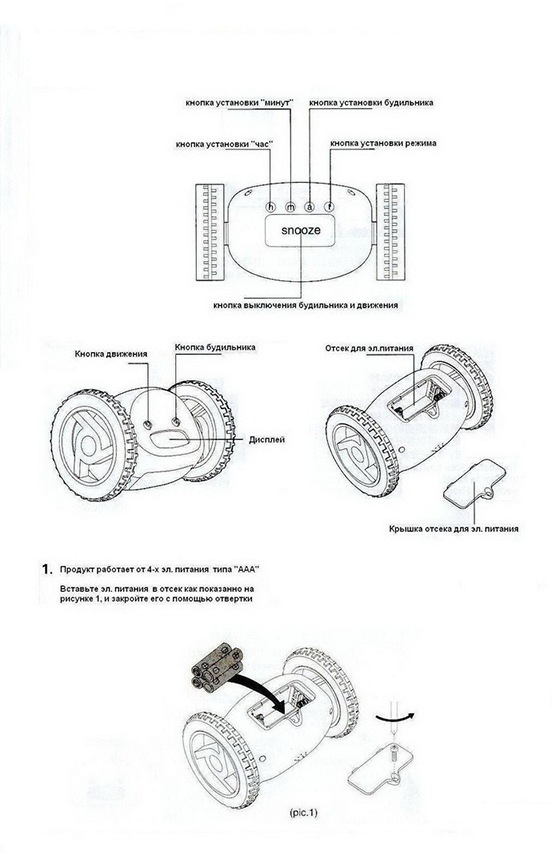 кнопка установки "минут"
кнопка установки будильника
кнопка установки "час"
кнопка установки режима
h m a r
snooze
кнопка выключения будильника и движения
Кнопка движения
Кнопка будильника
Дисплей
Отсек для эл.питания
Крышка отсека для эл. питания
1. Продукт работает от 4-х эл. питания типа "ААА"
Вставьте эл. питания в отсек как показанно на
рисунке 1, и закройте его с помощью отвертки
(pic.1)